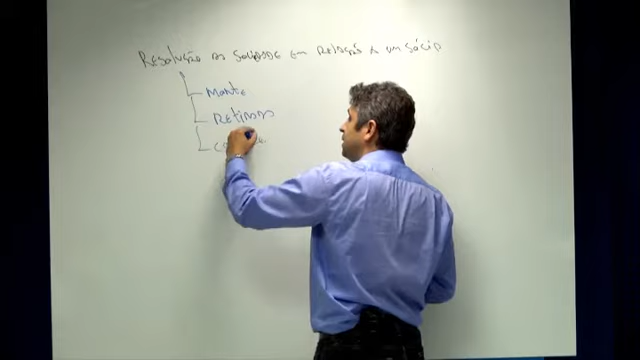 Resolução da Sociedade em Relação a um sócio
Morte
Retirada